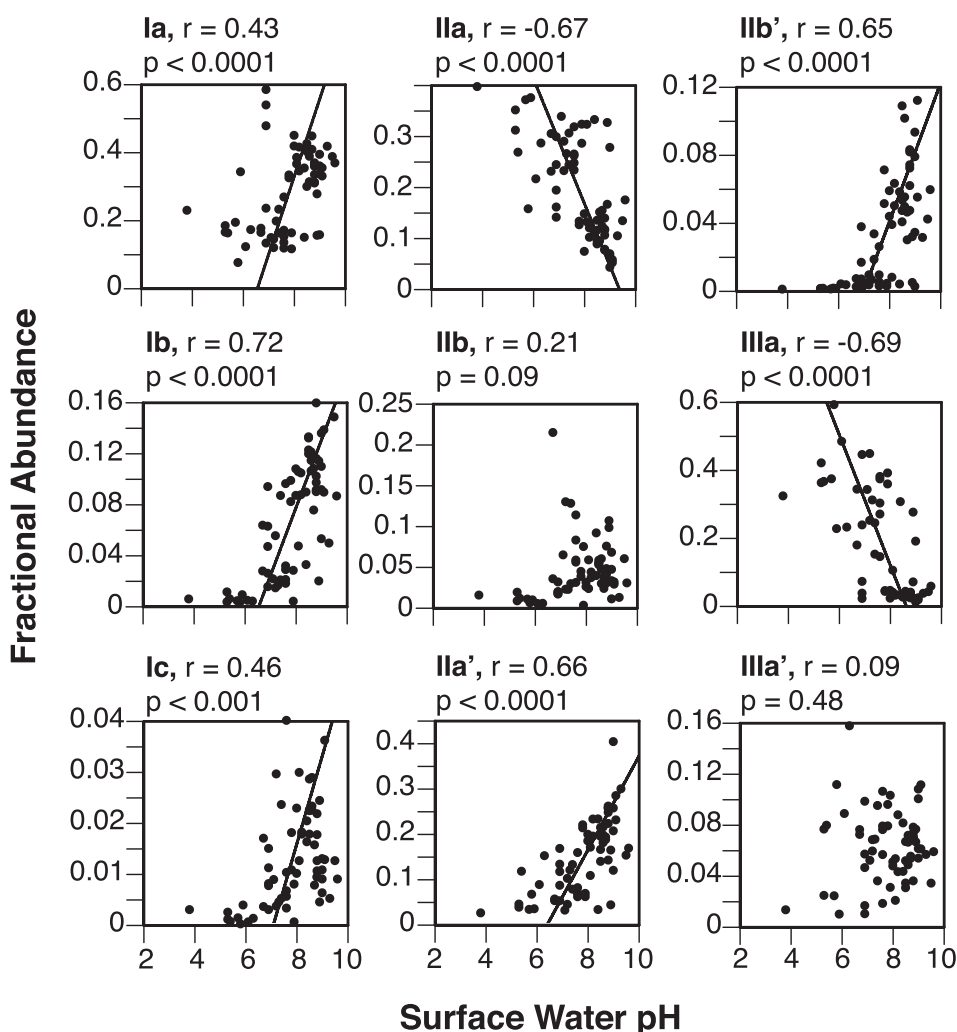 Ia, r = 0.43
p < 0.0001
0.6
0.4
0.2
0
IIa, r = -0.67
p < 0.0001
0.3
0.2
0.1
0
IIb’, r = 0.65
p < 0.0001
0.12
0.08
0.04
0
Ib, r = 0.72
p < 0.0001
0.16
0.12
0.08
0.04
0
IIb, r = 0.21
p = 0.09
0.25
0.2
0.15
0.1
0.05
0
IIIa, r = -0.69
p < 0.0001
0.6
0.4
0.2
0
Ic, r = 0.46
p < 0.001
0.04
0.03
0.02
0.01
0
2 4 6 8 10
IIa’, r = 0.66
p < 0.0001
0.4
0.3
0.2
0.1
0
2 4 6 8 10
IIIa’, r = 0.09
p = 0.48
0.16
0.12
0.08
0.04
0
2 4 6 8 10
Fractional Abundance
Surface Water pH